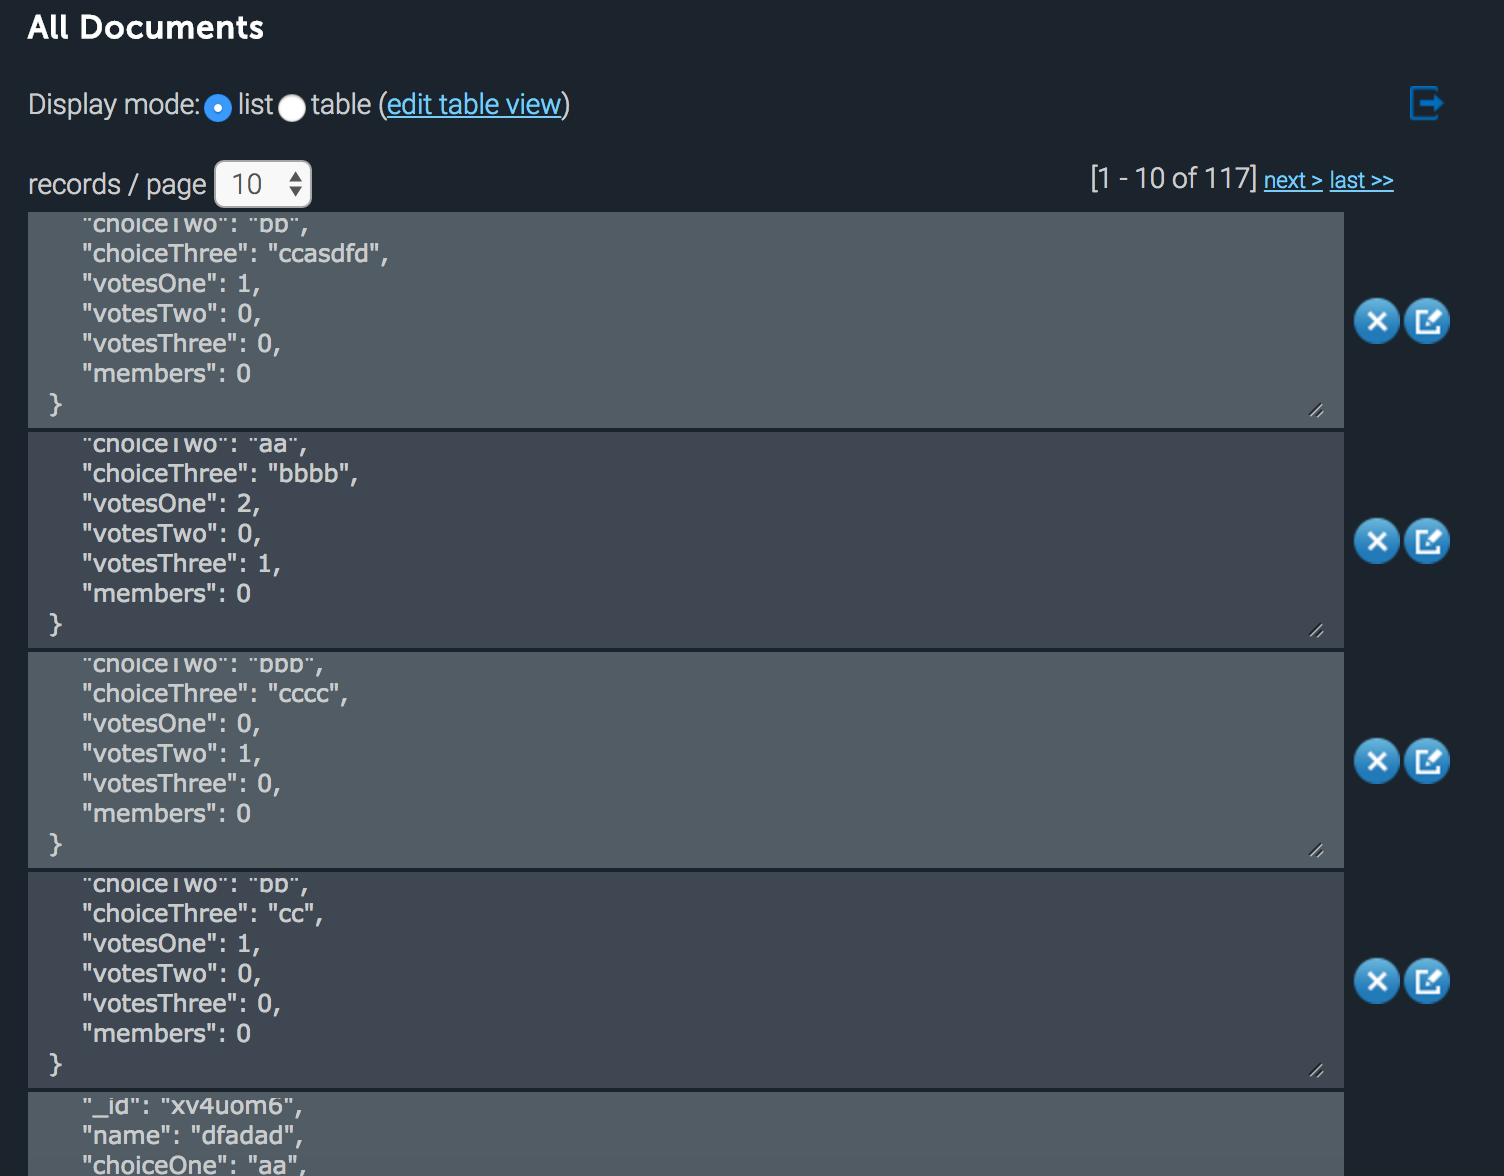 All Documents
Display mode: list table (edit table view)
records / page 10 [1 - 10 of 117] next > last >>
"choiceTwo": "bb",
"choiceThree": "ccasdfd",
"votesOne": 1,
"votesTwo": 0,
"votesThree": 0,
"members": 0
}
"choiceTwo": "aa",
"choiceThree": "bbbb",
"votesOne": 2,
"votesTwo": 0,
"votesThree": 1,
"members": 0
}
"choiceTwo": "bbb",
"choiceThree": "cccc",
"votesOne": 0,
"votesTwo": 1,
"votesThree": 0,
"members": 0
}
"choiceTwo": "bb",
"choiceThree": "cc",
"votesOne": 1,
"votesTwo": 0,
"votesThree": 0,
"members": 0
}
"_id": "xv4uom6",
"name": "dfadad",
"choiceOne": "aa",